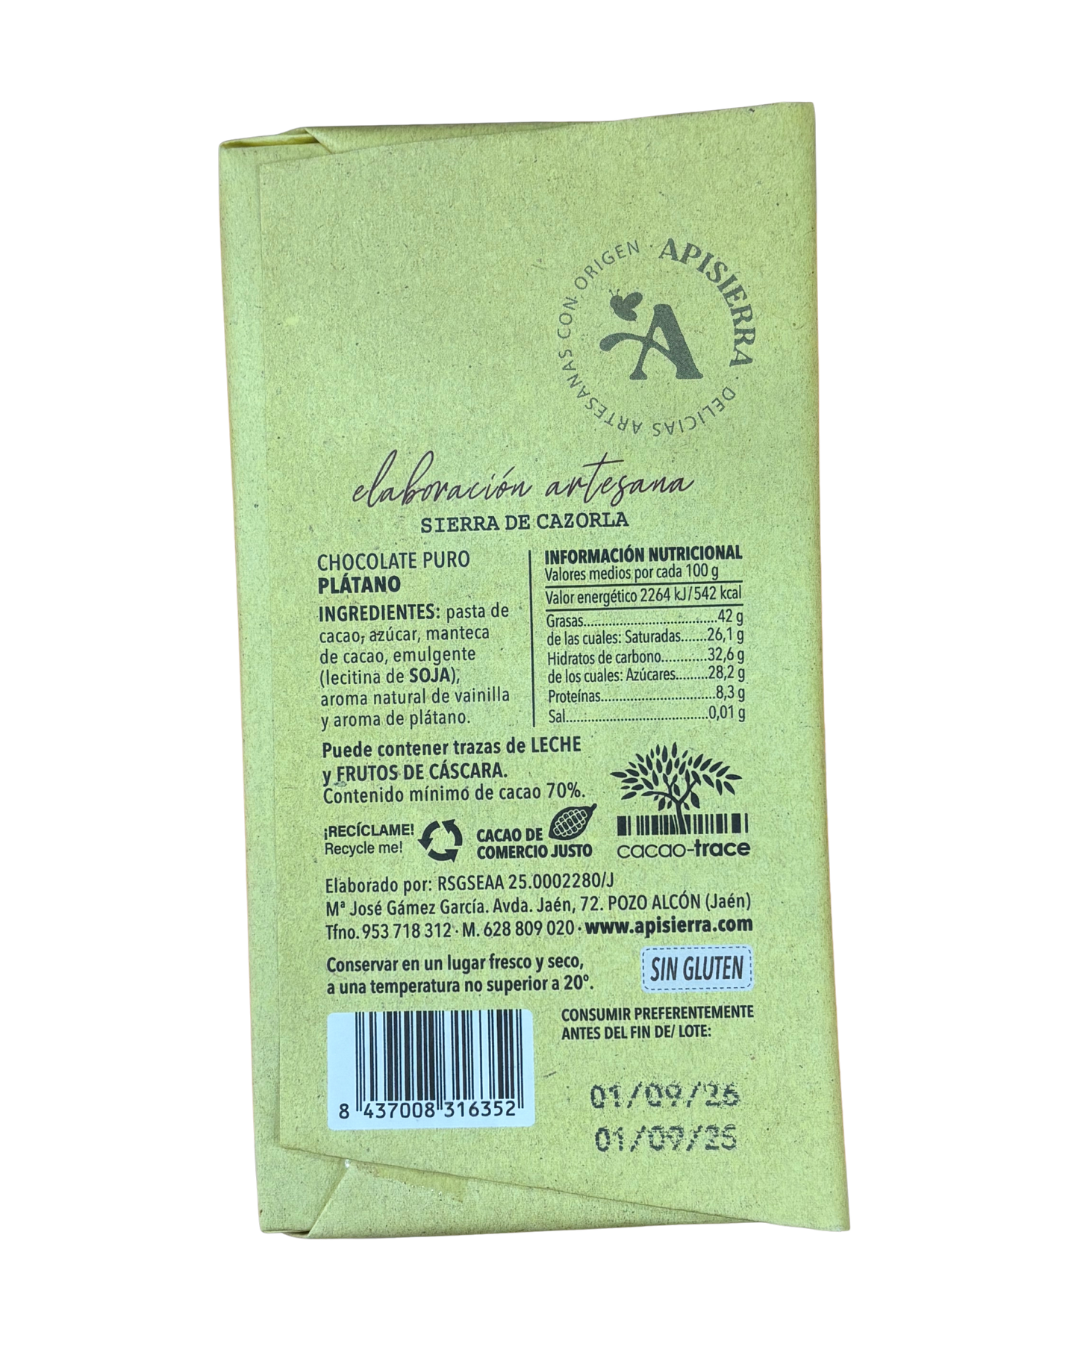 APISIERRA · DELICIAS ARTESANAS CON ORIGEN ·
A
elaboración artesana
SIERRA DE CAZORLA
CHOCOLATE PURO
PLÁTANO
INGREDIENTES: pasta de
cacao, azúcar, manteca
de cacao, emulgente
(lecitina de SOJA);
aroma natural de vainilla
y aroma de plátano.
INFORMACIÓN NUTRICIONAL
Valores medios por cada 100 g
Valor energético 2264 kJ/542 kcal
Grasas..............................42 g
de las cuales: Saturadas.......26,1 g
Hidratos de carbono............32,6 g
de los cuales: Azúcares.........28,2 g
Proteínas..............................8,3 g
Sal.....................................0,01 g
Puede contener trazas de LECHE
y FRUTOS DE CÁSCARA.
Contenido mínimo de cacao 70%.
¡RECÍCLAME!
Recycle me!
CACAO DE
COMERCIO JUSTO
cacao-trace
Elaborado por: RSGSEAA 25.0002280/J
Mª José Gámez García. Avda. Jaén, 72. POZO ALCÓN (Jaén)
Tfno. 953 718 312 · M. 628 809 020 · www.apisierra.com
Conservar en un lugar fresco y seco,
a una temperatura no superior a 20º.
SIN GLUTEN
CONSUMIR PREFERENTEMENTE
ANTES DEL FIN DE/ LOTE:
01/09/26
01/09/25
8 437008 316352